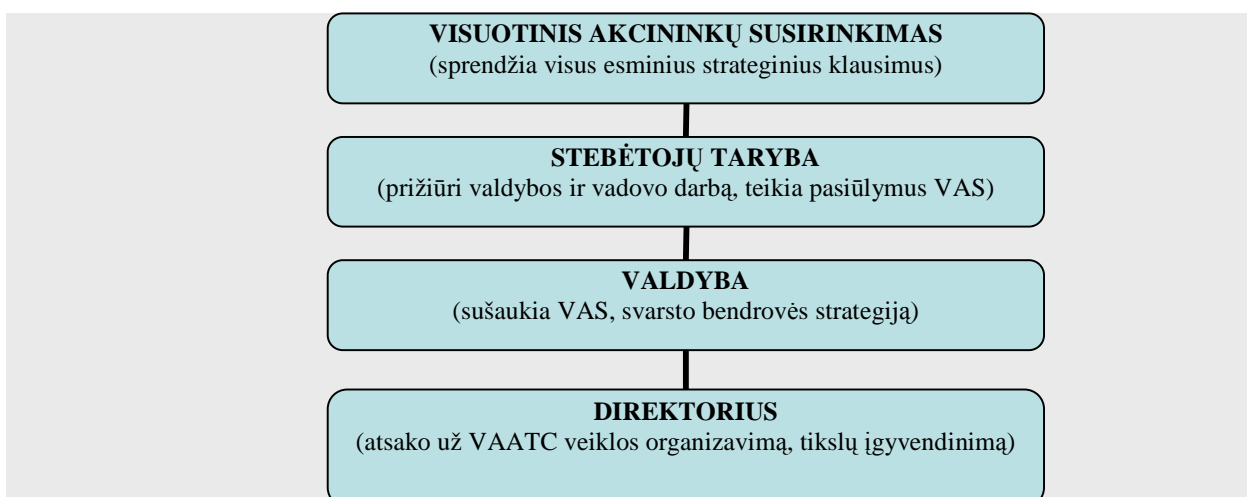 VISUOTINIS AKCININKŲ SUSIRINKIMAS
(sprendžia visus esminius strateginius klausimus)
STEBĖTOJŲ TARYBA
(prižiūri valdybos ir vadovo darbą, teikia pasiūlymus VAS)
VALDYBA
(sušaukia VAS, svarsto bendrovės strategiją)
DIREKTORIUS
(atsako už VAATC veiklos organizavimą, tikslų įgyvendinimą)